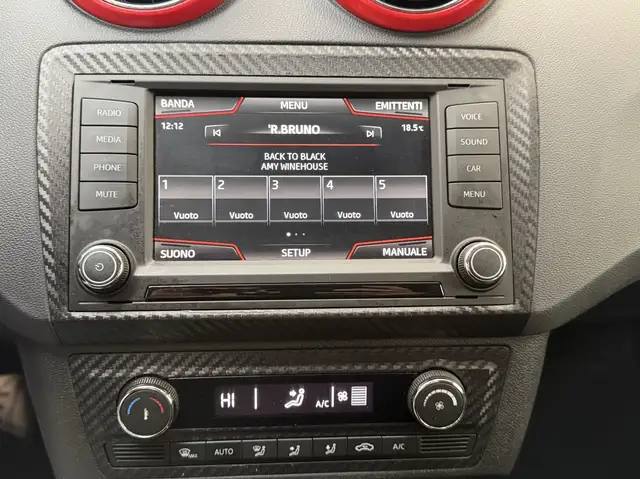 BANDA MENU EMITTENTI
12:12 'R.BRUNO 18.5°C
BACK TO BLACK
AMY WINEHOUSE
1 2 3 4 5
Vuoto Vuoto Vuoto Vuoto Vuoto
SUONO SETUP MANUALE
RADIO
MEDIA
PHONE
MUTE
VOICE
SOUND
CAR
MENU
HI A/C
MAX AUTO A/C